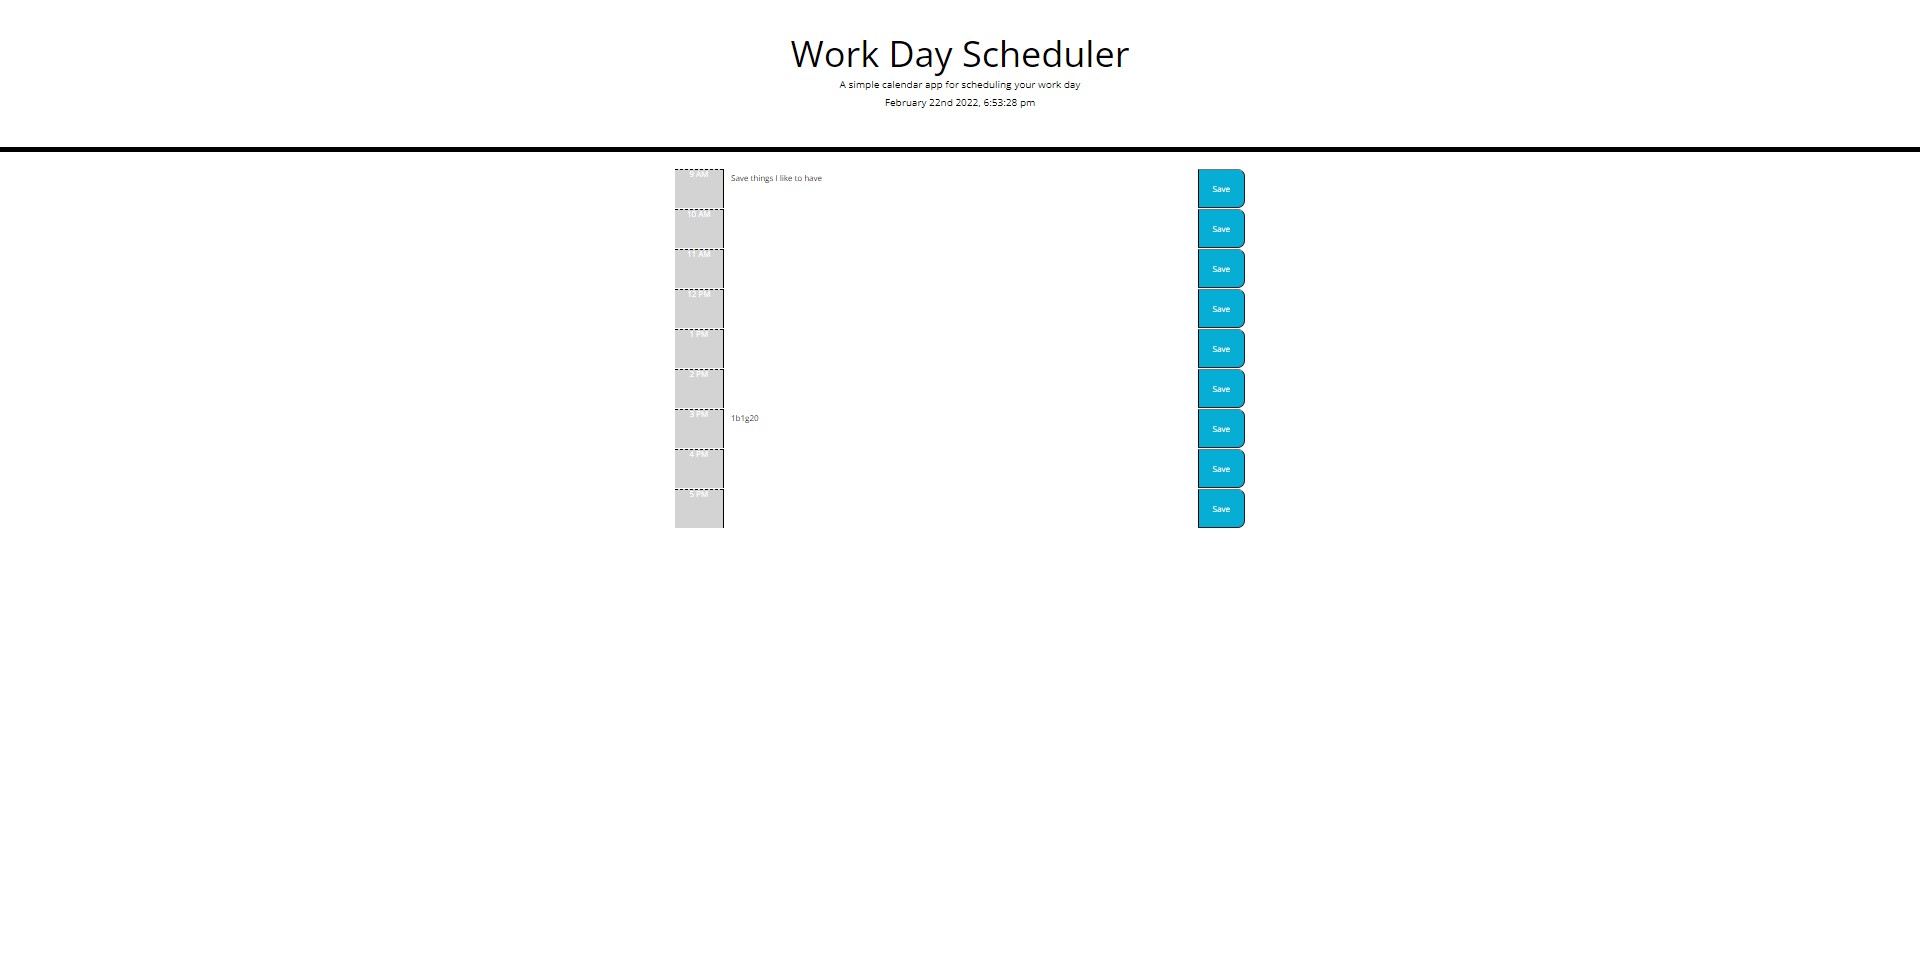 Work Day Scheduler
A simple calendar app for scheduling your work day
February 22nd 2022, 6:53:28 pm
9 AM Save things I like to have Save
10 AM Save
11 AM Save
12 PM Save
1 PM Save
2 PM Save
3 PM 1b1g20 Save
4 PM Save
5 PM Save